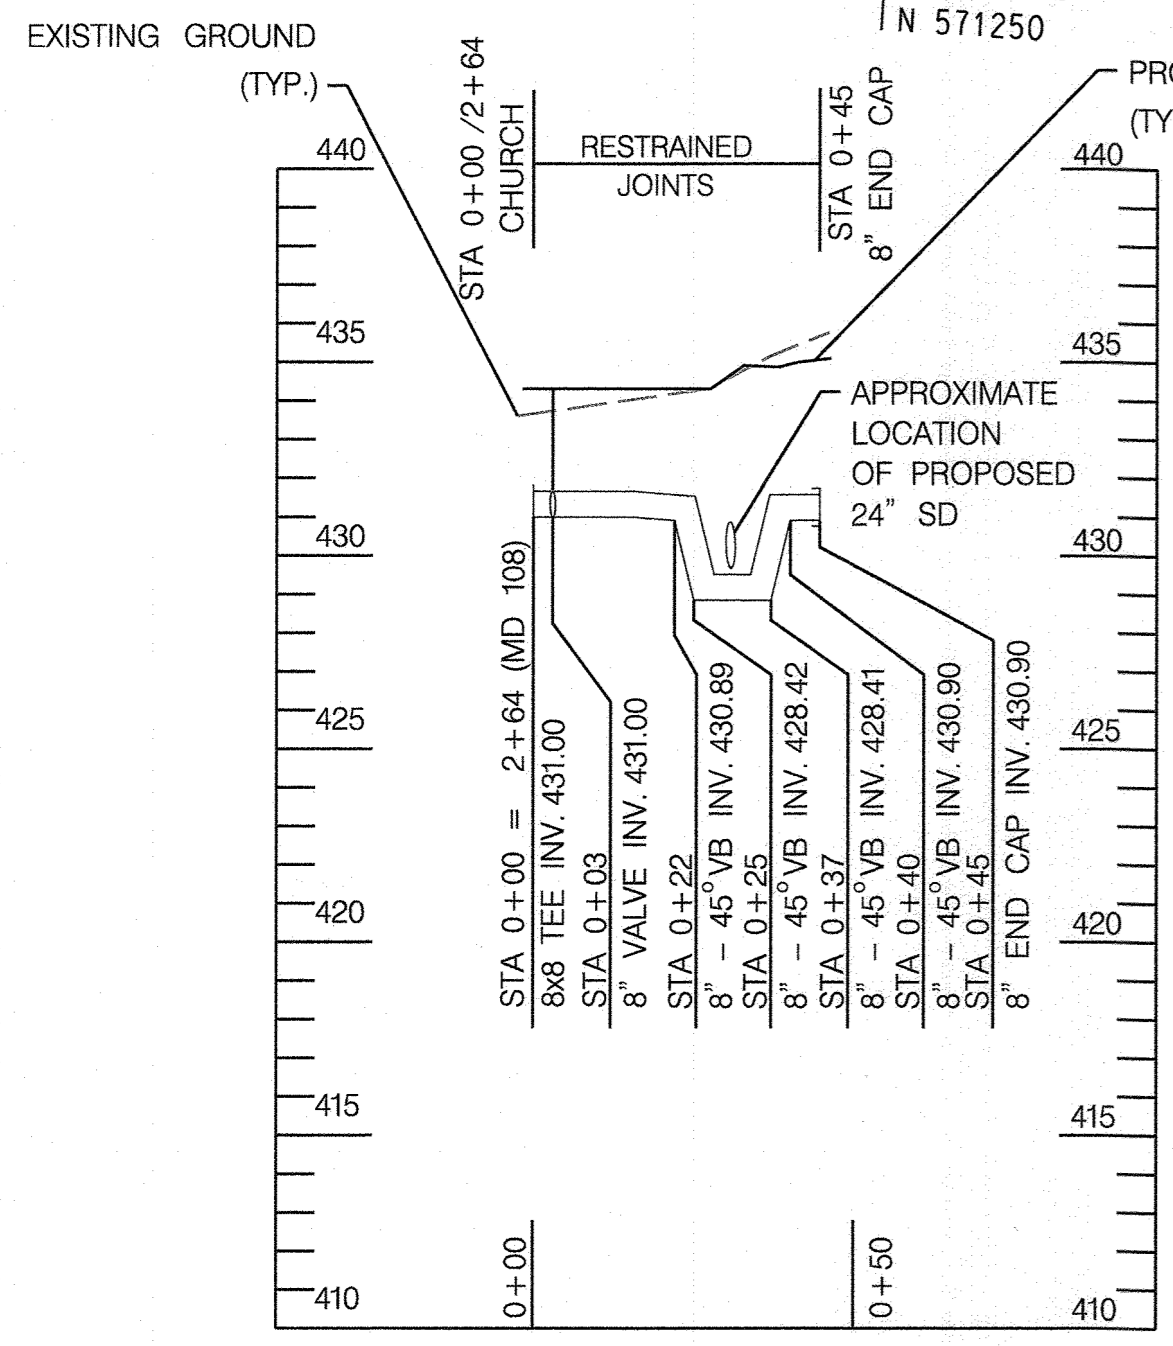 N 571250
EXISTING GROUND
(TYP.)
STA 0+00 /2+64
CHURCH
RESTRAINED
JOINTS
STA 0+45
8" END CAP
(TY
440
440
435
435
APPROXIMATE
LOCATION
OF PROPOSED
24" SD
430
430
425
425
420
420
415
415
410
410
STA 0+00 = 2+64 (MD 108)
8x8 TEE INV. 431.00
STA 0+03
8" VALVE INV. 431.00
STA 0+22
8" - 45° VB INV. 430.89
STA 0+25
8" - 45° VB INV. 428.42
STA 0+37
8" - 45° VB INV. 428.41
STA 0+40
8" - 45° VB INV. 430.90
STA 0+45
8" END CAP INV. 430.90
0+00
0+50